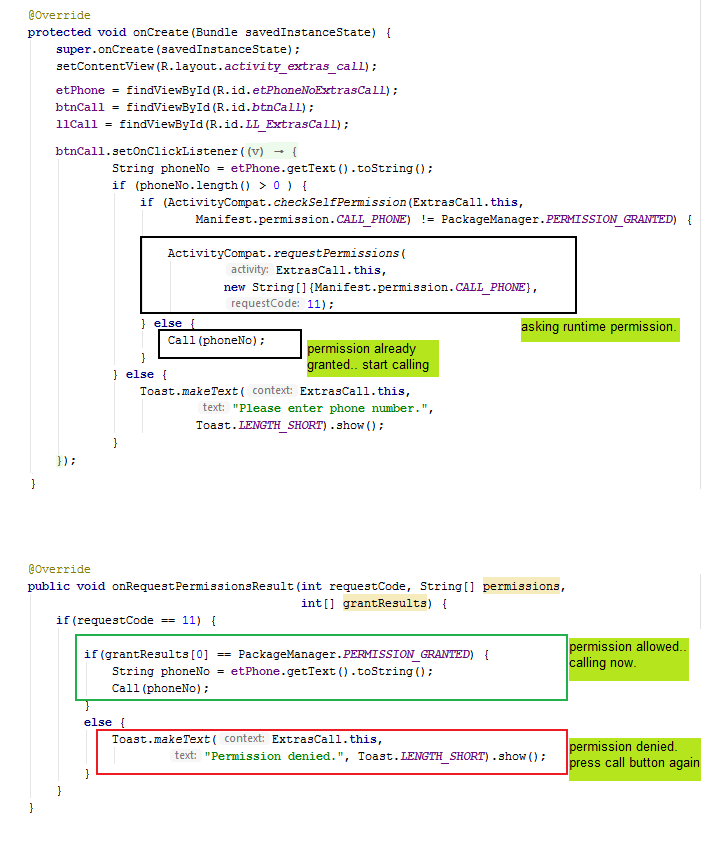 @Override
protected void onCreate(Bundle savedInstanceState) {
super.onCreate(savedInstanceState);
setContentView(R.layout.activity_extras_call);
etPhone = findViewById(R.id.etPhoneNoExtrasCall);
btnCall = findViewById(R.id.btnCall);
llCall = findViewById(R.id.LL_ExtrasCall);
btnCall.setOnClickListener((v) → {
String phoneNo = etPhone.getText().toString();
if (phoneNo.length() > 0 ) {
if (ActivityCompat.checkSelfPermission(ExtrasCall.this,
Manifest.permission.CALL_PHONE) != PackageManager.PERMISSION_GRANTED) {
ActivityCompat.requestPermissions(
activity: ExtrasCall.this,
new String[]{Manifest.permission.CALL_PHONE},
requestCode: 11);
} else {
asking runtime permission.
Call(phoneNo);
permission already
granted.. start calling
}
} else {
Toast.makeText( context: ExtrasCall.this,
text: "Please enter phone number.",
Toast.LENGTH_SHORT).show();
}
});
}
@Override
public void onRequestPermissionsResult(int requestCode, String[] permissions,
int[] grantResults) {
if(requestCode == 11) {
if(grantResults[0] == PackageManager.PERMISSION_GRANTED) {
String phoneNo = etPhone.getText().toString();
Call(phoneNo);
permission allowed..
calling now.
}
else {
Toast.makeText( context: ExtrasCall.this,
text: "Permission denied.", Toast.LENGTH_SHORT).show();
permission denied.
press call button again
}
}
}